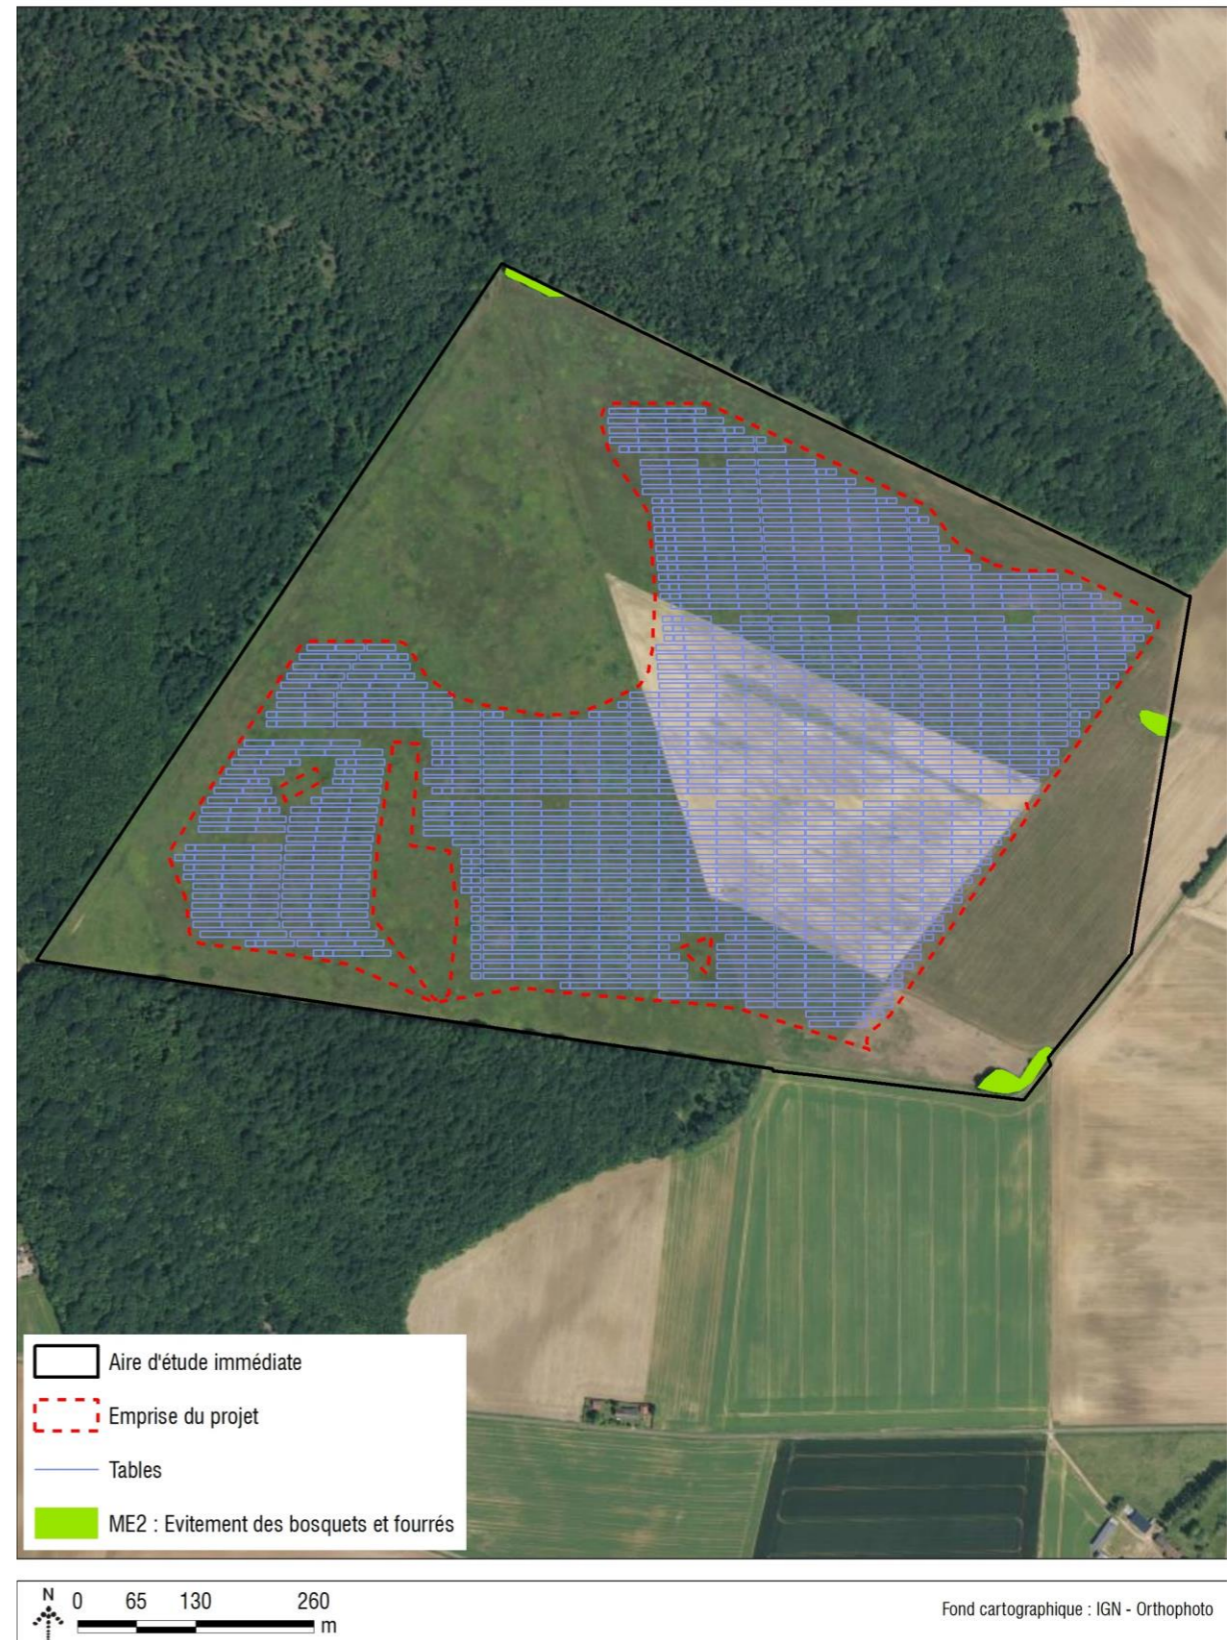 Aire d'étude immédiate
Emprise du projet
Tables
ME2 : Evitement des bosquets et fourrés
N 0 65 130 260
m
Fond cartographique : IGN - Orthophoto